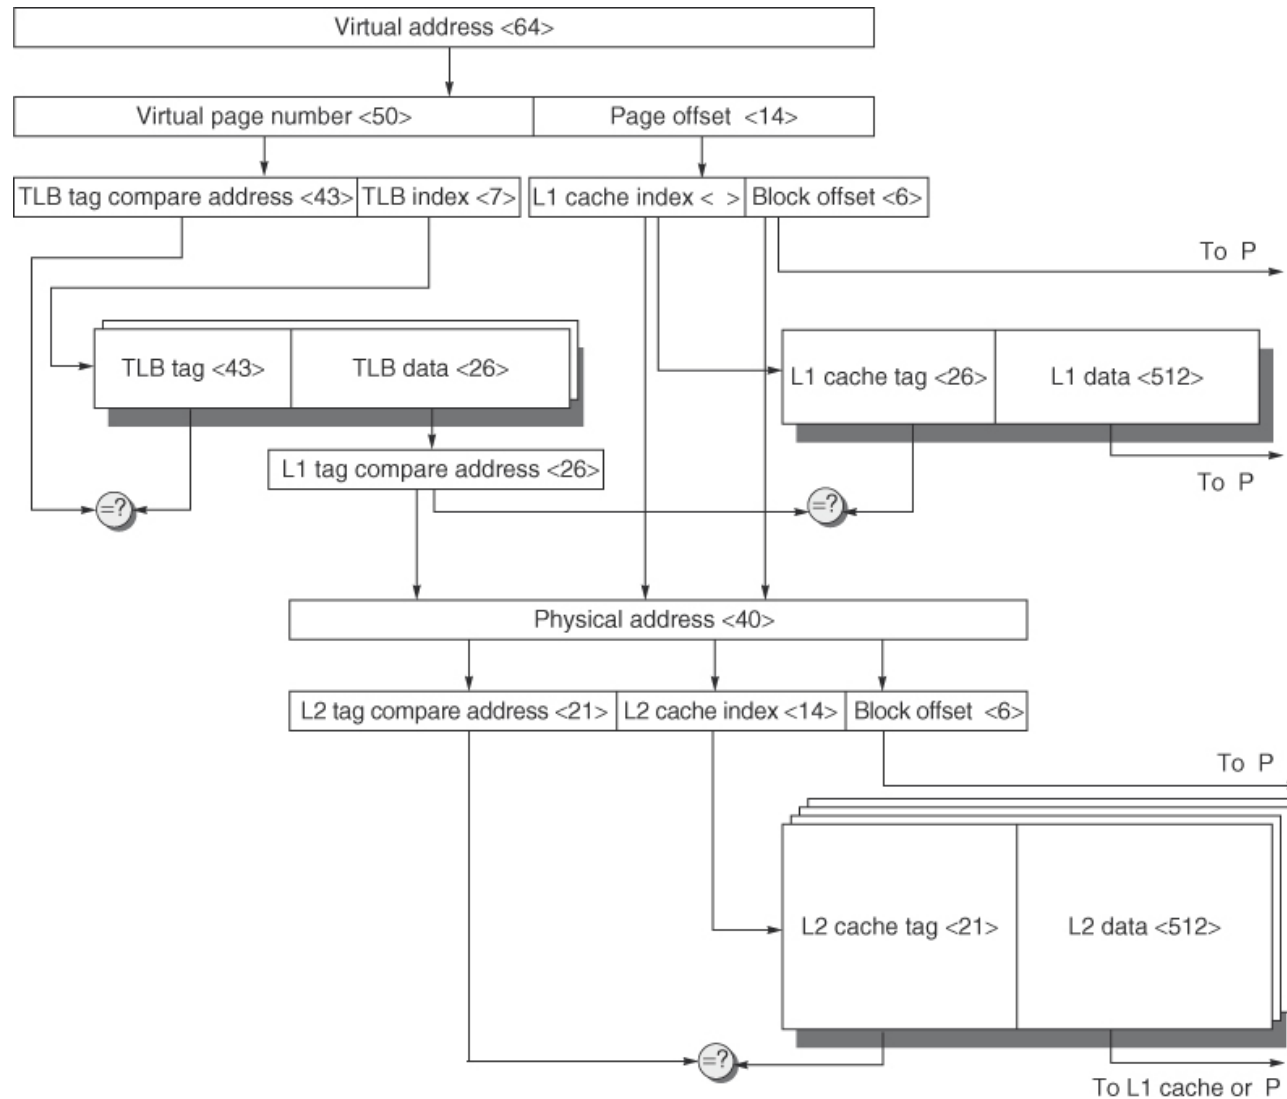 Virtual address <64>
Virtual page number <50>
Page offset <14>
TLB tag compare address <43>
TLB index <7>
L1 cache index < >
Block offset <6>
To P
TLB tag <43>
TLB data <26>
L1 cache tag <26>
L1 data <512>
L1 tag compare address <26>
To P
=?
=?
Physical address <40>
L2 tag compare address <21>
L2 cache index <14>
Block offset <6>
To P
L2 cache tag <21>
L2 data <512>
=?
To L1 cache or P